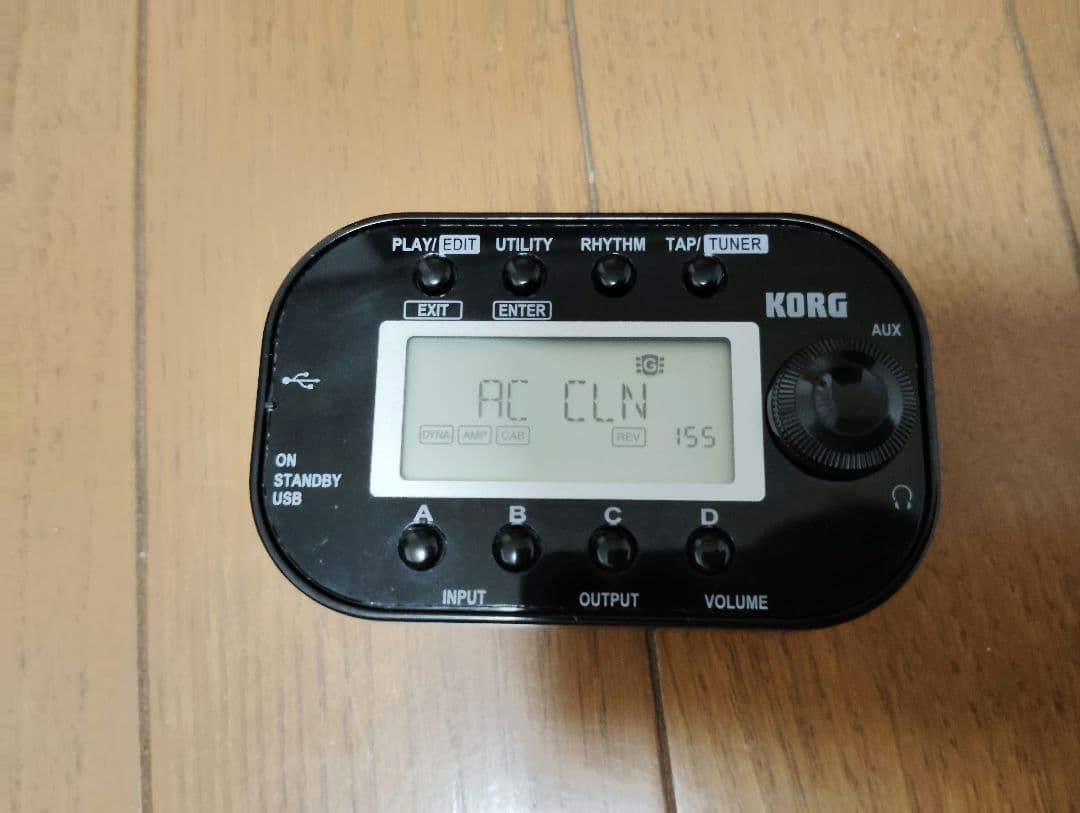 PLAY/EDIT UTILITY RHYTHM TAP/TUNER
EXIT ENTER
KORG
AUX
G
AC CLN
DYNA AMP CAB REV 155
ON
STANDBY
USB
A B C D
INPUT OUTPUT VOLUME